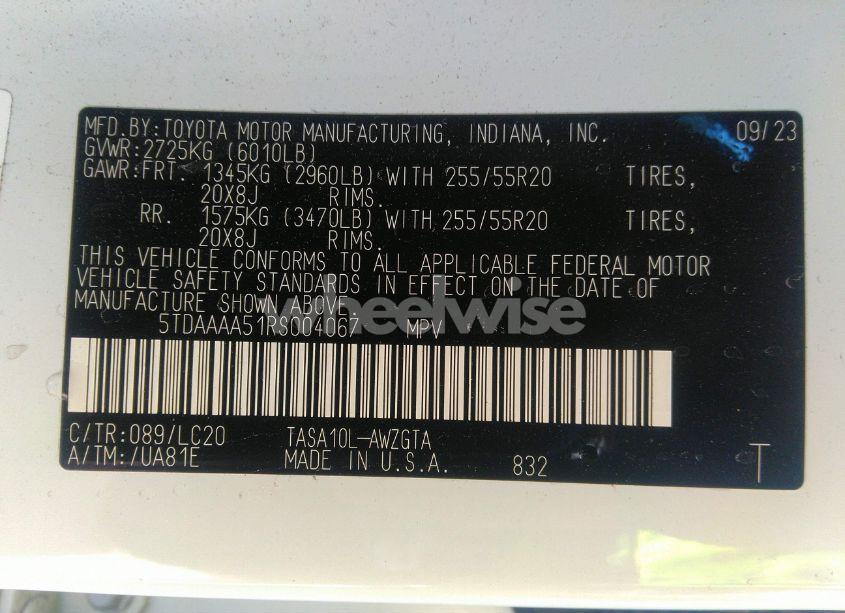 MFD.BY:TOYOTA MOTOR MANUFACTURING, INDIANA, INC. 09/23
GVWR:2725KG (6010LB)
GAWR:FRT. 1345KG (2960LB) WITH 255/55R20 TIRES,
20X8J RIMS.
RR. 1575KG (3470LB) WITH 255/55R20 TIRES,
20X8J RIMS.
THIS VEHICLE CONFORMS TO ALL APPLICABLE FEDERAL MOTOR
VEHICLE SAFETY STANDARDS IN EFFECT ON THE DATE OF
MANUFACTURE SHOWN ABOVE.
wheelwise
5TDAAAA51RS004067 MPV
C/TR:089/LC20 TASA10L-AWZGTA
A/TM:/UA81E MADE IN U.S.A. 832 T